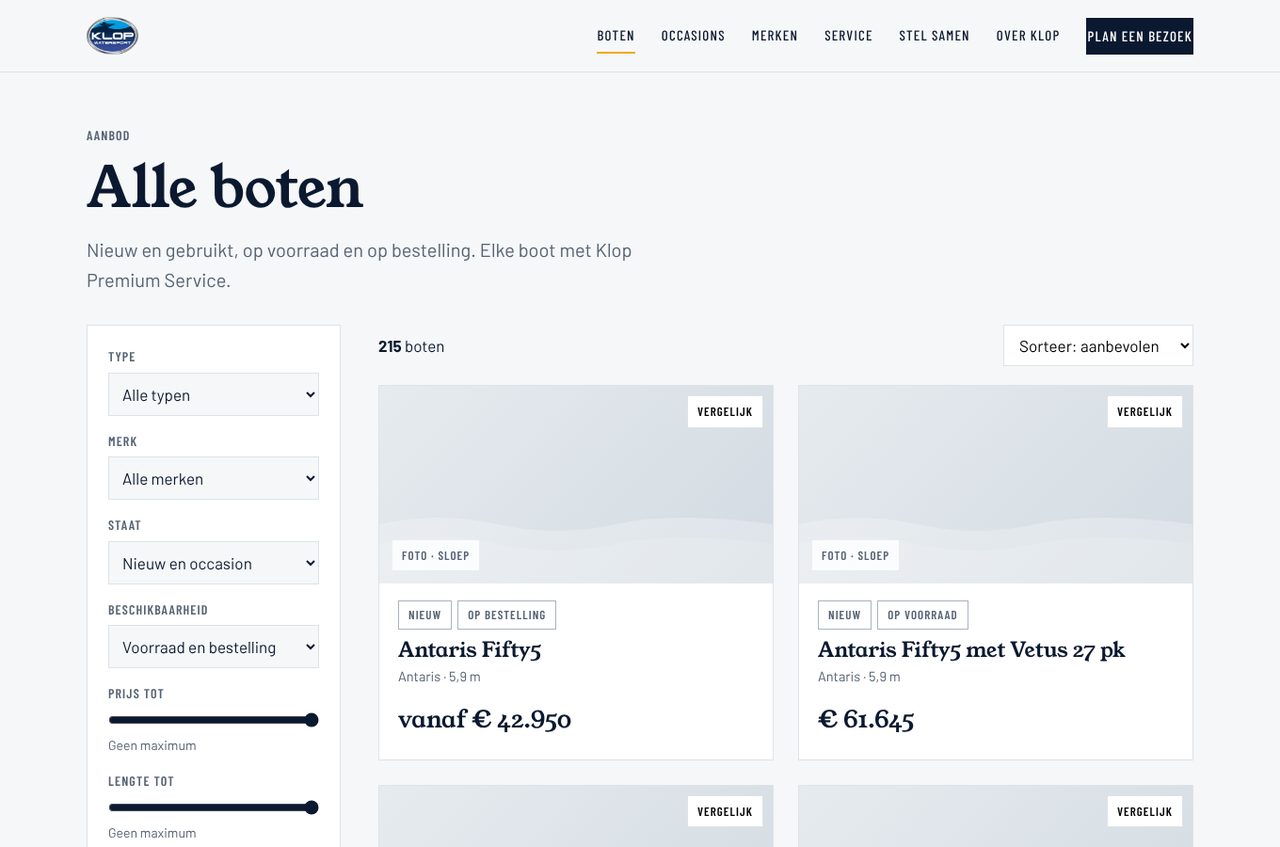 KLOP
WATERSPORT
BOTEN
OCCASIONS
MERKEN
SERVICE
STEL SAMEN
OVER KLOP
PLAN EEN BEZOEK
AANBOD
Alle boten
Nieuw en gebruikt, op voorraad en op bestelling. Elke boot met Klop
Premium Service.
TYPE
Alle typen
MERK
Alle merken
STAAT
Nieuw en occasion
BESCHIKBAARHEID
Voorraad en bestelling
PRIJS TOT
Geen maximum
LENGTE TOT
Geen maximum
215 boten
Sorteer: aanbevolen
VERGELIJK
FOTO · SLOEP
NIEUW
OP BESTELLING
Antaris Fifty5
Antaris · 5,9 m
vanaf € 42.950
VERGELIJK
FOTO · SLOEP
NIEUW
OP VOORRAAD
Antaris Fifty5 met Vetus 27 pk
Antaris · 5,9 m
€ 61.645
VERGELIJK
VERGELIJK